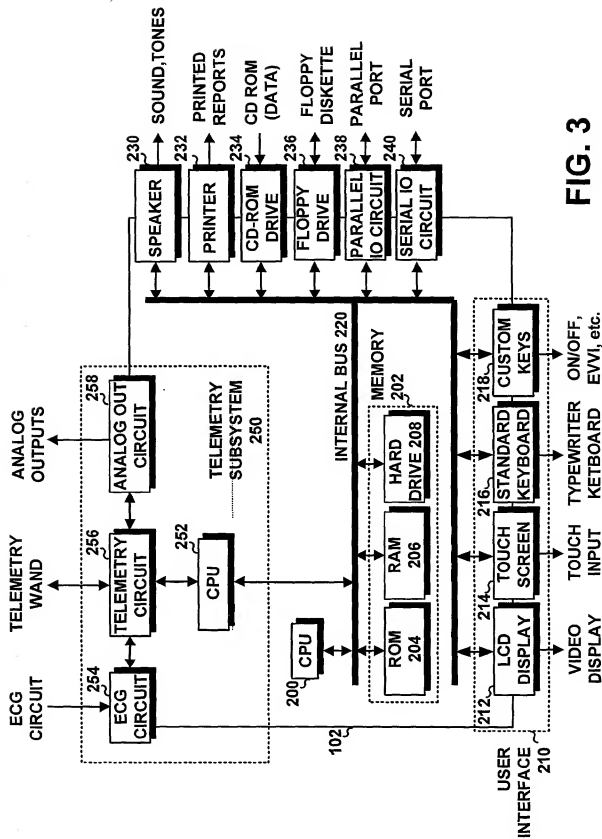 ECG
CIRCUIT
TELEMETRY
WAND
ANALOG
OUTPUTS
254
ECG
CIRCUIT
256
TELEMETRY
CIRCUIT
258
ANALOG OUT
CIRCUIT
252
CPU
TELEMETRY
SUBSYSTEM
250
230
SPEAKER
SOUND,TONES
232
PRINTER
PRINTED
REPORTS
234
CD-ROM
DRIVE
CD ROM
(DATA)
236
FLOPPY
DRIVE
FLOPPY
DISKETTE
238
PARALLEL
IO CIRCUIT
PARALLEL
PORT
240
SERIAL IO
CIRCUIT
SERIAL
PORT
102
200
CPU
INTERNAL BUS 220
MEMORY
202
ROM
204
RAM
206
HARD
DRIVE 208
USER
INTERFACE
210
212
LCD
DISPLAY
214
TOUCH
SCREEN
216
STANDARD
KEYBOARD
218
CUSTOM
KEYS
VIDEO
DISPLAY
TOUCH
INPUT
TYPEWRITER
KETBOARD
ON/OFF,
EVVI, etc.
FIG. 3